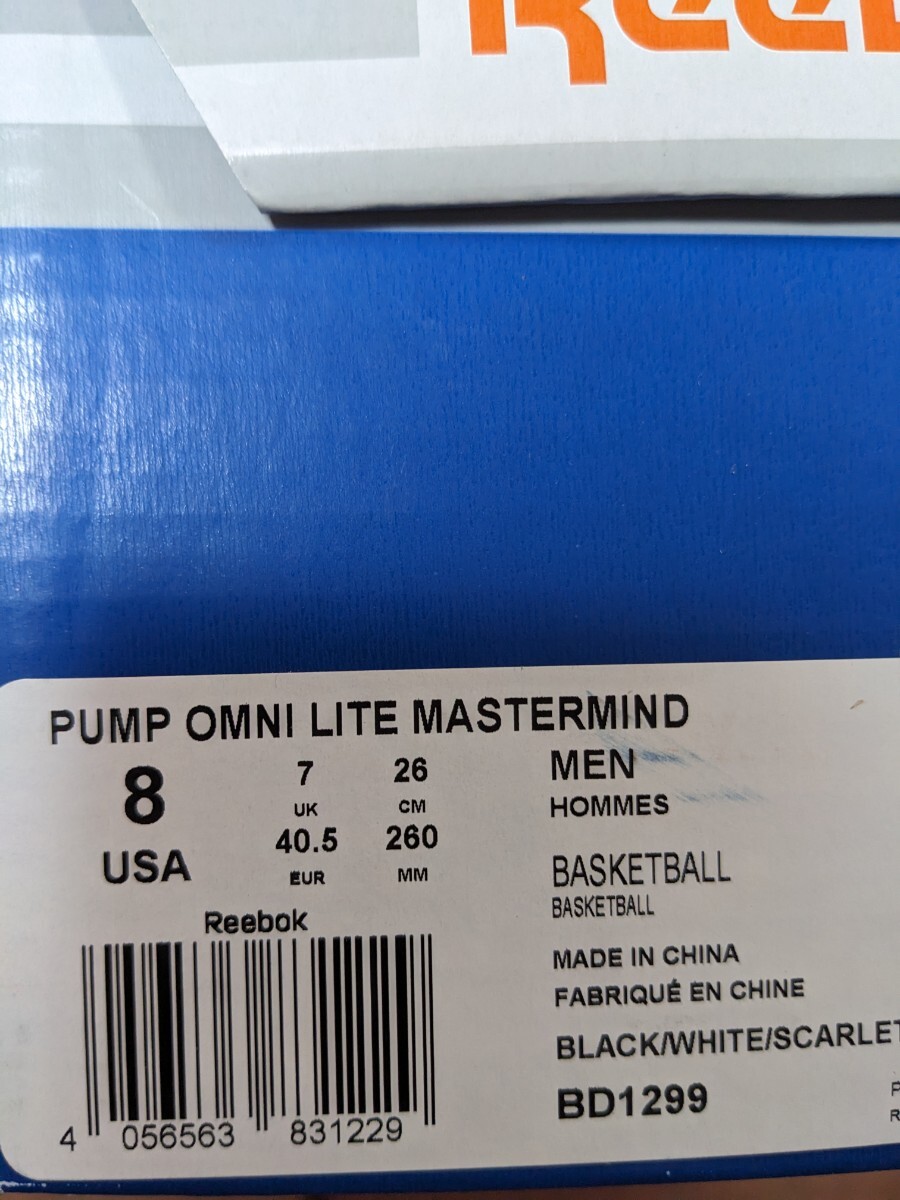 Reeb
PUMP OMNI LITE MASTERMIND
8
USA
7
UK
26
CM
40.5
EUR
260
MM
MEN
HOMMES
BASKETBALL
BASKETBALL
MADE IN CHINA
FABRIQUÉ EN CHINE
BLACK/WHITE/SCARLET
BD1299
P
R
Reebok
4 056563 831229